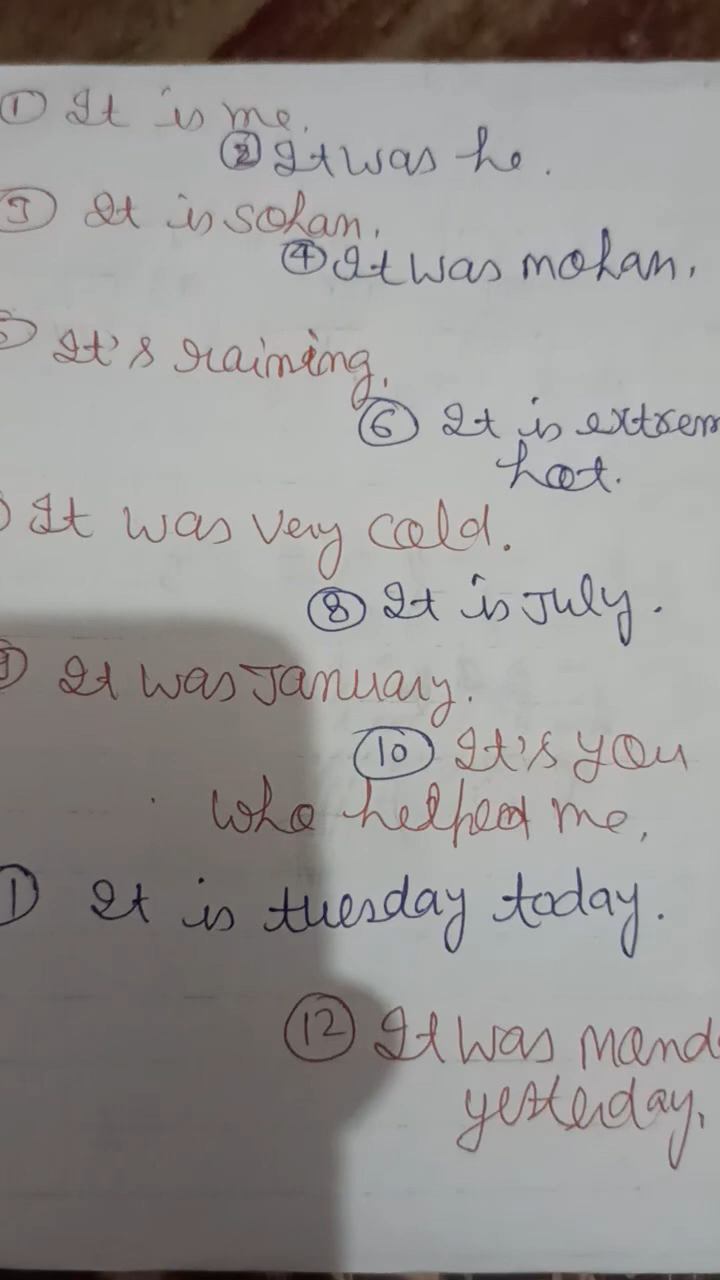 ① It is me.
② It was he.
③ It is sohan.
④ It was mohan.
It's raining.
⑥ It is extrem
hot.
) It was very cold.
⑧ It is July.
⑨ It was January.
⑩ It's you
who helped me.
1) It is tuesday today.
⑫ It was mond
yesterday.